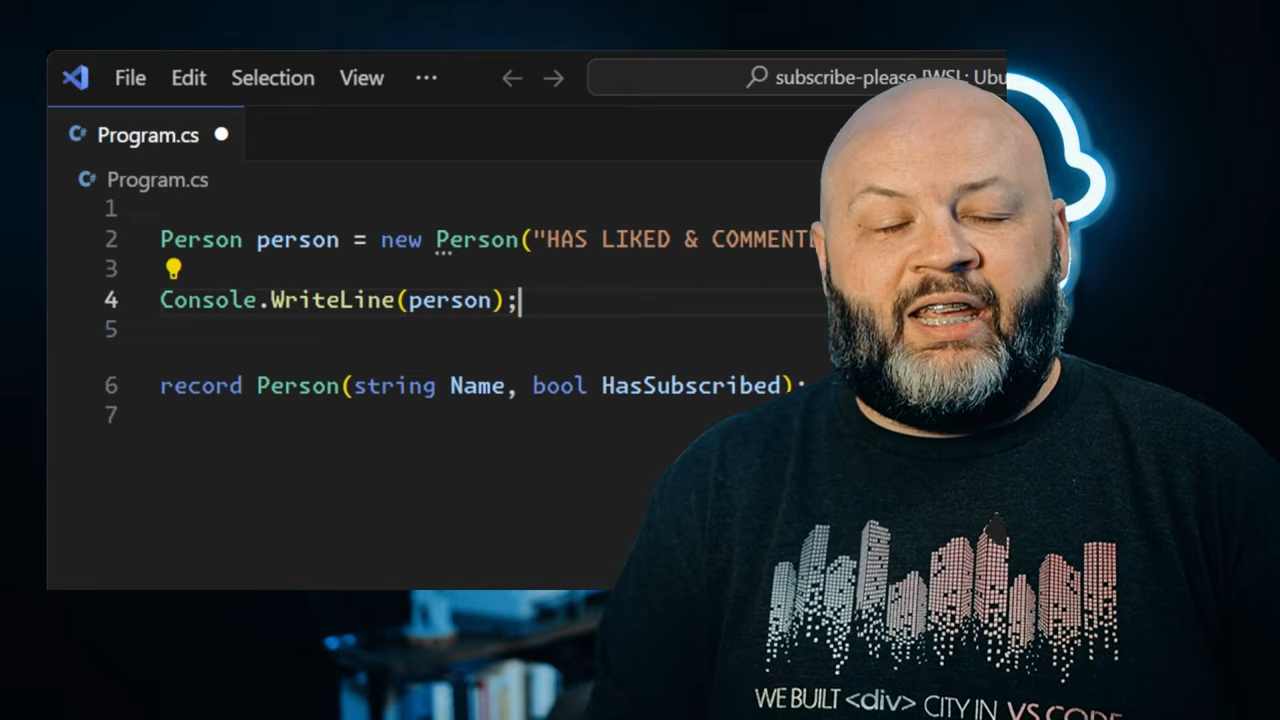 File Edit Selection View ...
subscribe-please [WSL: Ubu
Program.cs
Program.cs
1
2 Person person = new Person("HAS LIKED & COMMENTE
3
4 Console.WriteLine(person);
5
6 record Person(string Name, bool HasSubscribed);
7
WE BUILT <div> CITY IN VS CODE